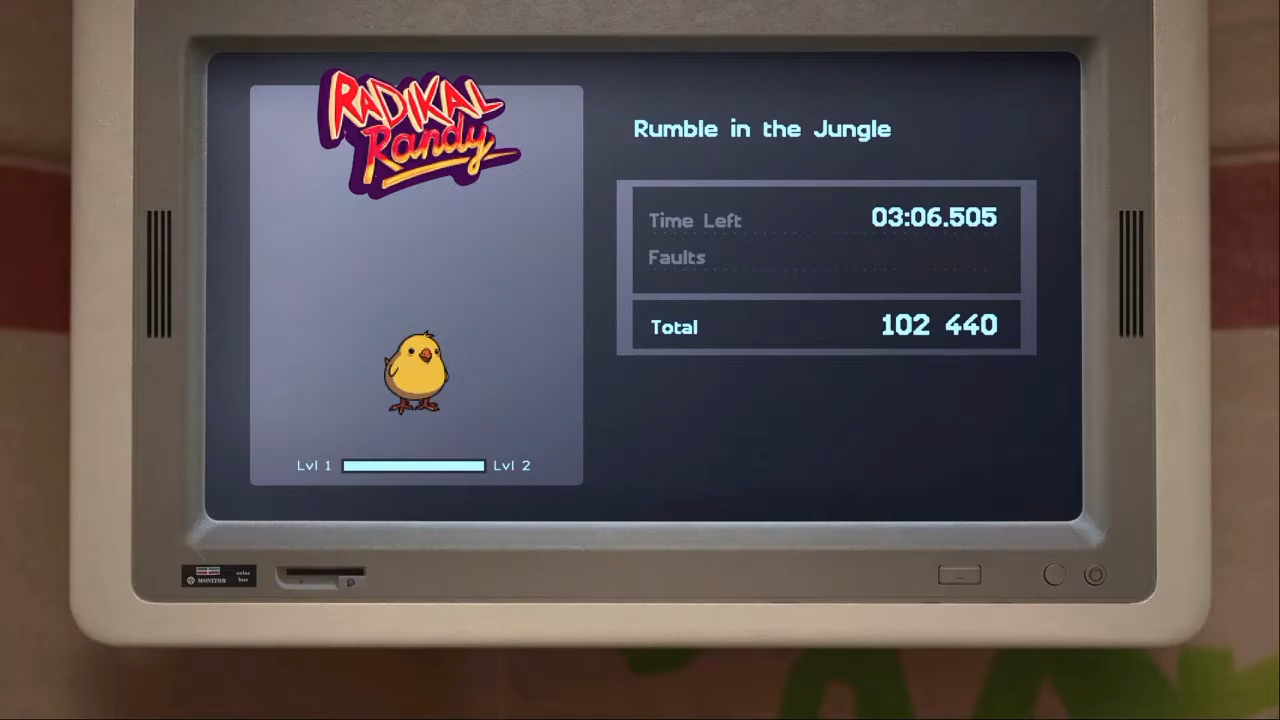 RADIKAL
Randy
Rumble in the Jungle
Time Left 03:06.505
Faults
Total 102 440
Lvl 1 Lvl 2
MONITOR